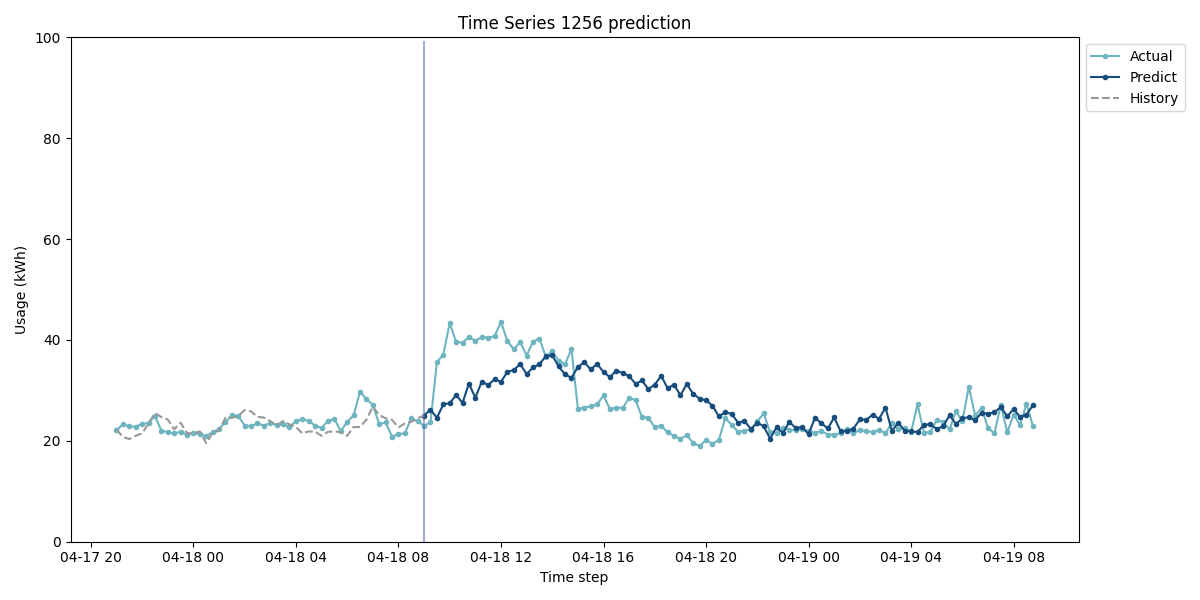 Time Series 1256 prediction
100
80
60
40
20
0
Usage (kWh)
04-17 20
04-18 00
04-18 04
04-18 08
04-18 12
04-18 16
04-18 20
04-19 00
04-19 04
04-19 08
Time step
Actual
Predict
History